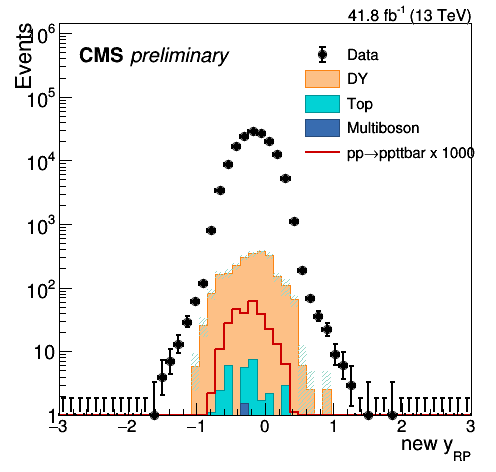 41.8 fb⁻¹ (13 TeV)
Events
CMS preliminary
Data
DY
Top
Multiboson
pp→ppttbar x 1000
10⁶
10⁵
10⁴
10³
10²
10
1
−3 −2 −1 0 1 2 3
new y_RP